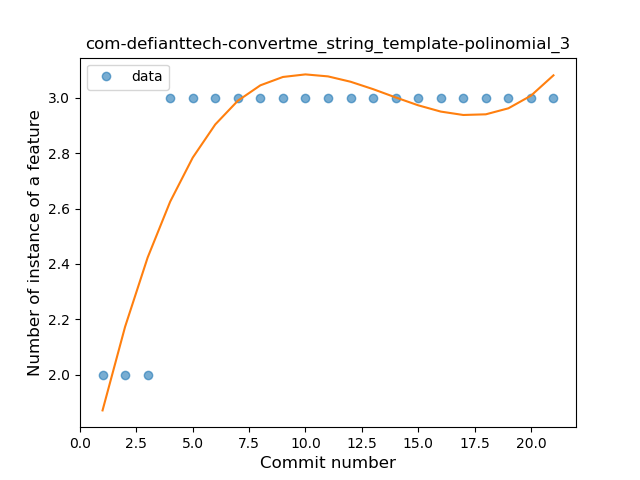 com-defianttech-convertme_string_template-polinomial_3
data
Number of instance of a feature
3.0
2.8
2.6
2.4
2.2
2.0
0.0 2.5 5.0 7.5 10.0 12.5 15.0 17.5 20.0
Commit number